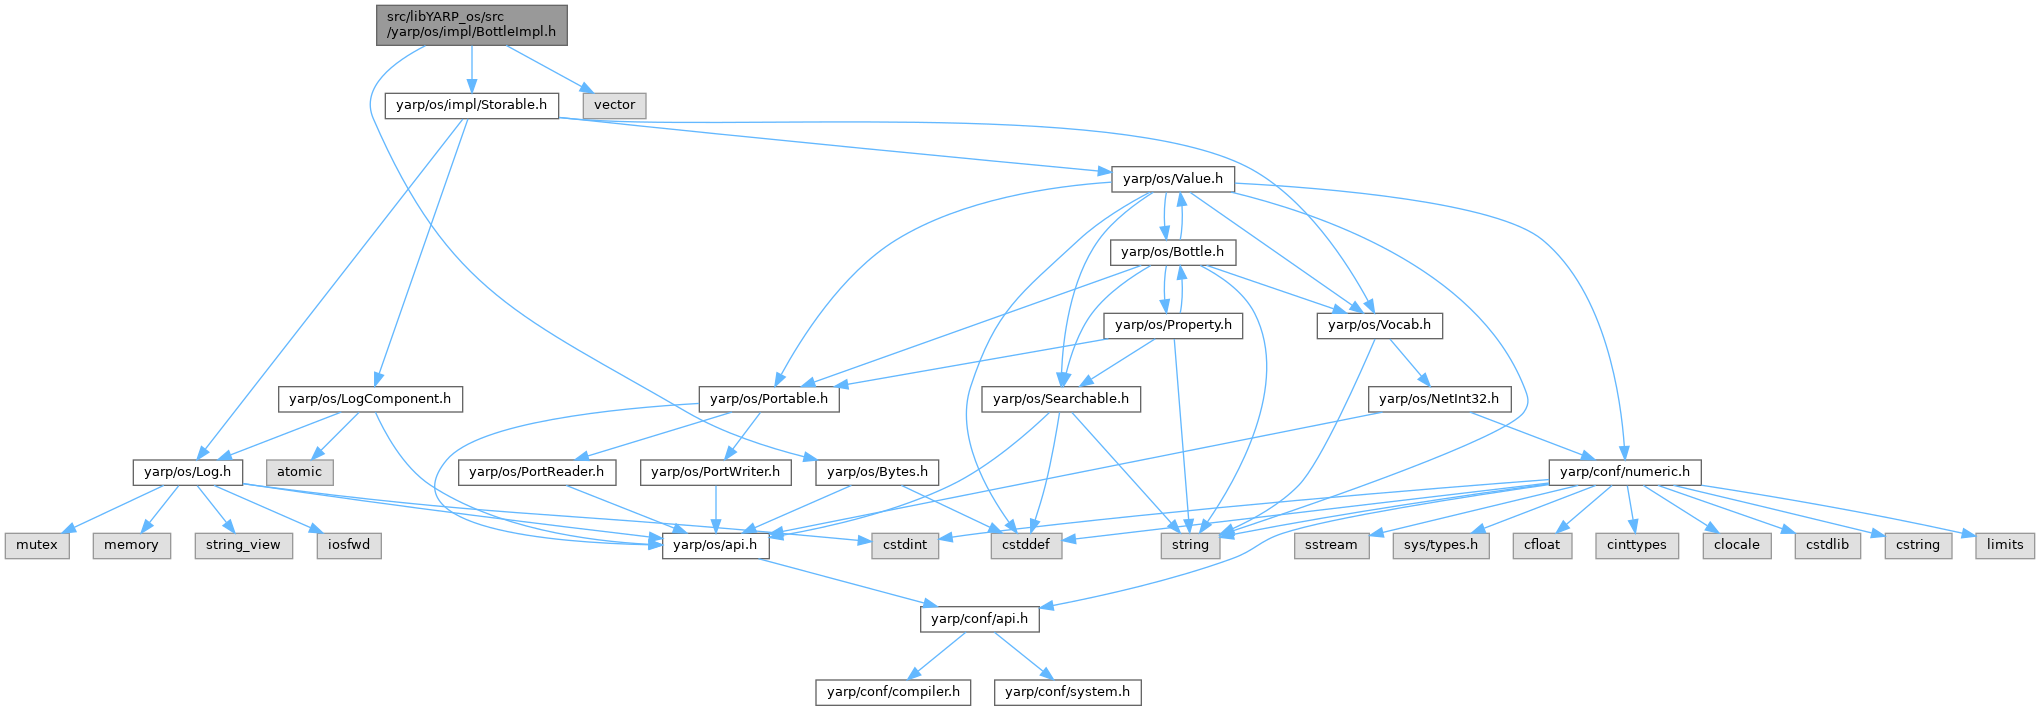 src/libYARP_os/src
/yarp/os/impl/BottleImpl.h
yarp/os/impl/Storable.h
vector
yarp/os/Value.h
yarp/os/Bottle.h
yarp/os/Property.h
yarp/os/Vocab.h
yarp/os/LogComponent.h
yarp/os/Portable.h
yarp/os/Searchable.h
yarp/os/NetInt32.h
yarp/os/Log.h
atomic
yarp/os/PortReader.h
yarp/os/PortWriter.h
yarp/os/Bytes.h
yarp/conf/numeric.h
mutex
memory
string_view
iosfwd
yarp/os/api.h
cstdint
cstddef
string
sstream
sys/types.h
cfloat
cinttypes
clocale
cstdlib
cstring
limits
yarp/conf/api.h
yarp/conf/compiler.h
yarp/conf/system.h